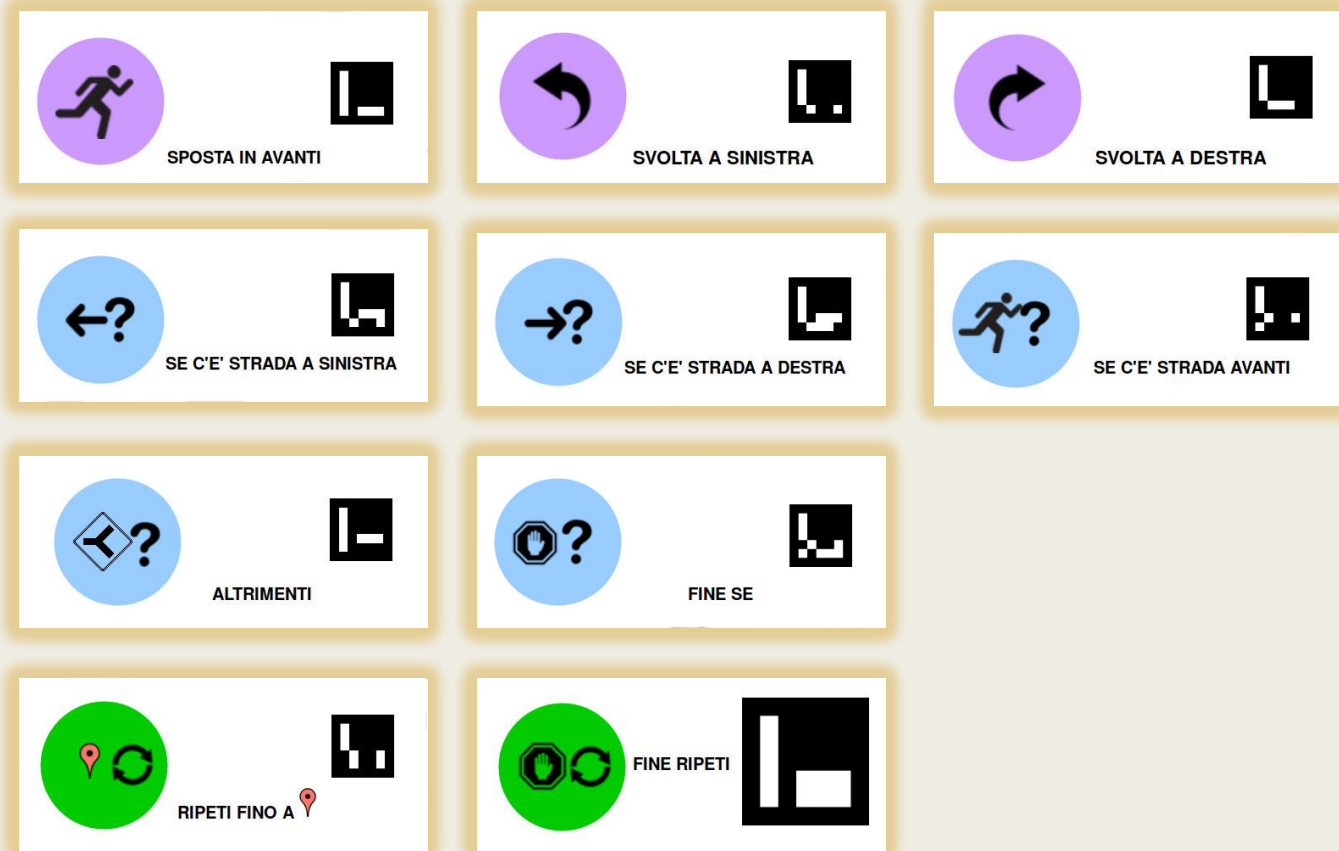 SPOSTA IN AVANTI
SVOLTA A SINISTRA
SVOLTA A DESTRA
SE C'E' STRADA A SINISTRA
SE C'E' STRADA A DESTRA
SE C'E' STRADA AVANTI
ALTRIMENTI
FINE SE
RIPETI FINO A
FINE RIPETI